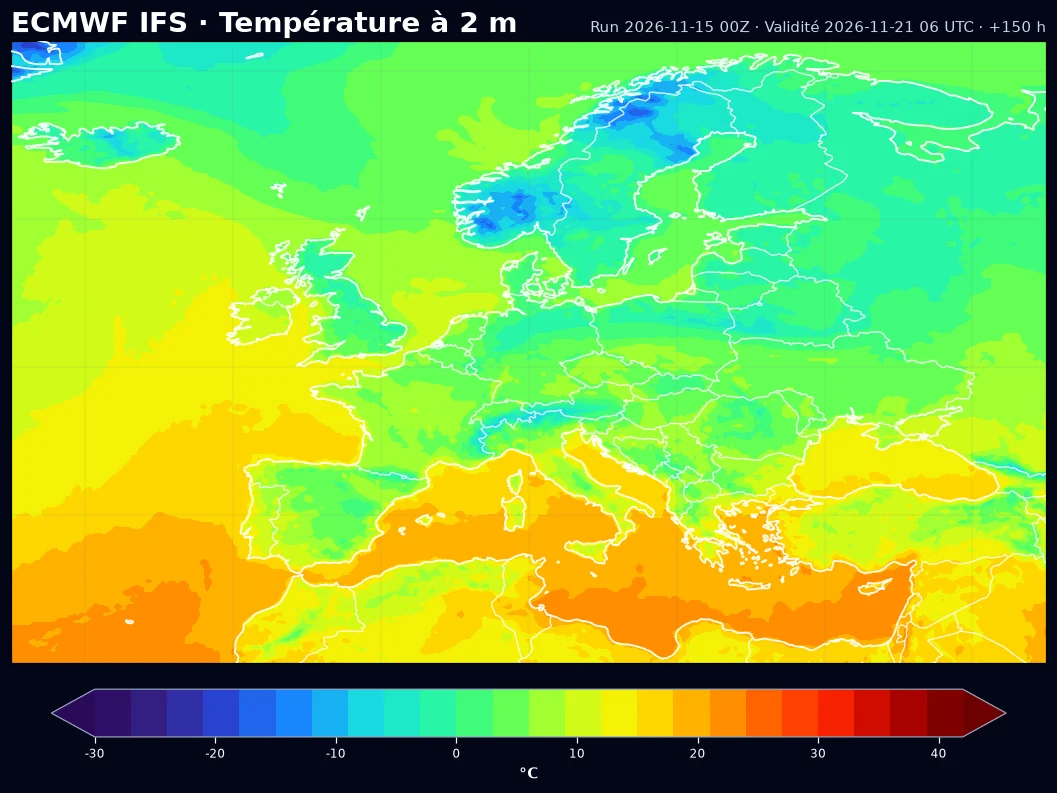 ECMWF IFS · Température à 2 m
Run 2026-11-15 00Z · Validité 2026-11-21 06 UTC · +150 h
-30 -20 -10 0 10 20 30 40
°C